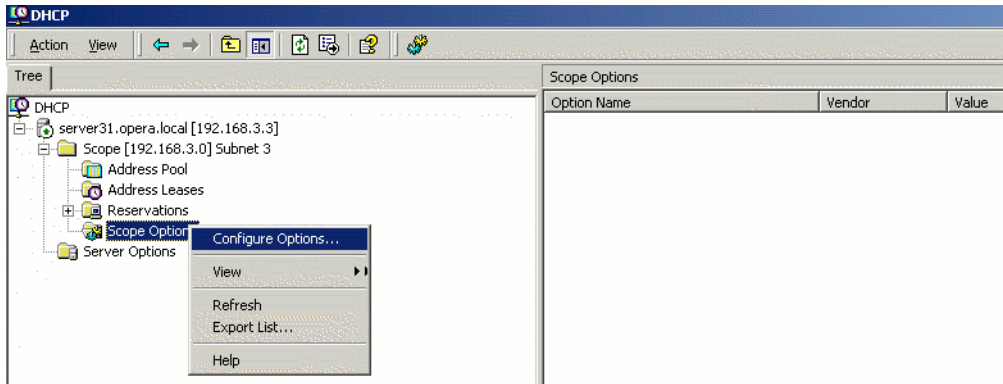 DHCP
Action View
Tree
Scope Options
DHCP
Option Name Vendor Value
server31.opera.local [192.168.3.3]
Scope [192.168.3.0] Subnet 3
Address Pool
Address Leases
Reservations
Scope Option
Server Options
Configure Options...
View
Refresh
Export List...
Help